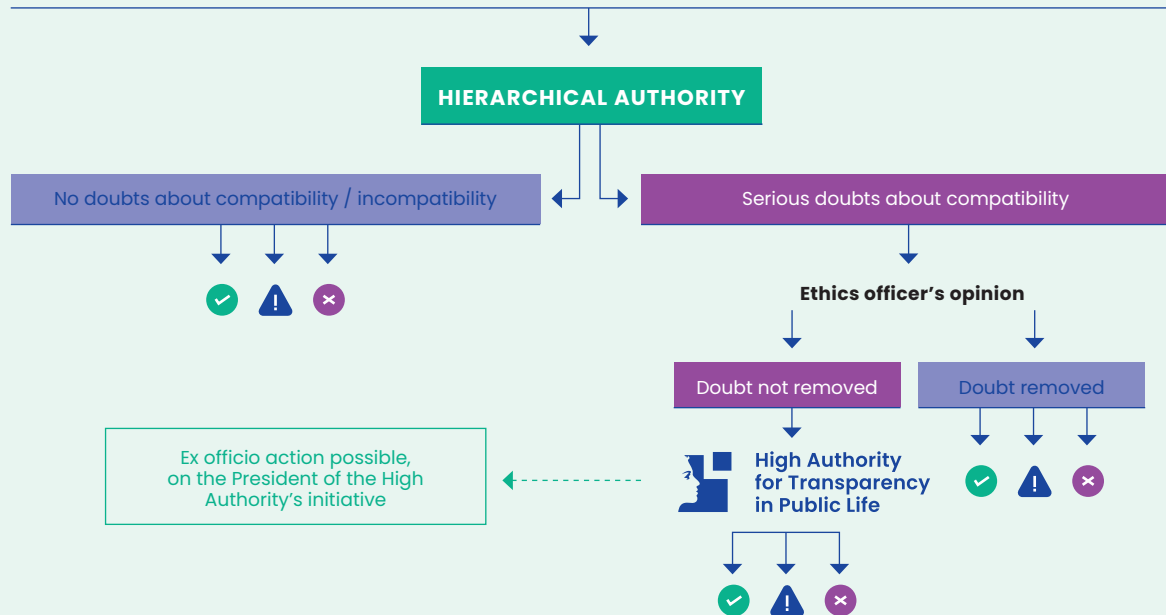 HIERARCHICAL AUTHORITY
No doubts about compatibility / incompatibility
Serious doubts about compatibility
Ethics officer’s opinion
Doubt not removed
Doubt removed
Ex officio action possible,
on the President of the High
Authority’s initiative
High Authority
for Transparency
in Public Life